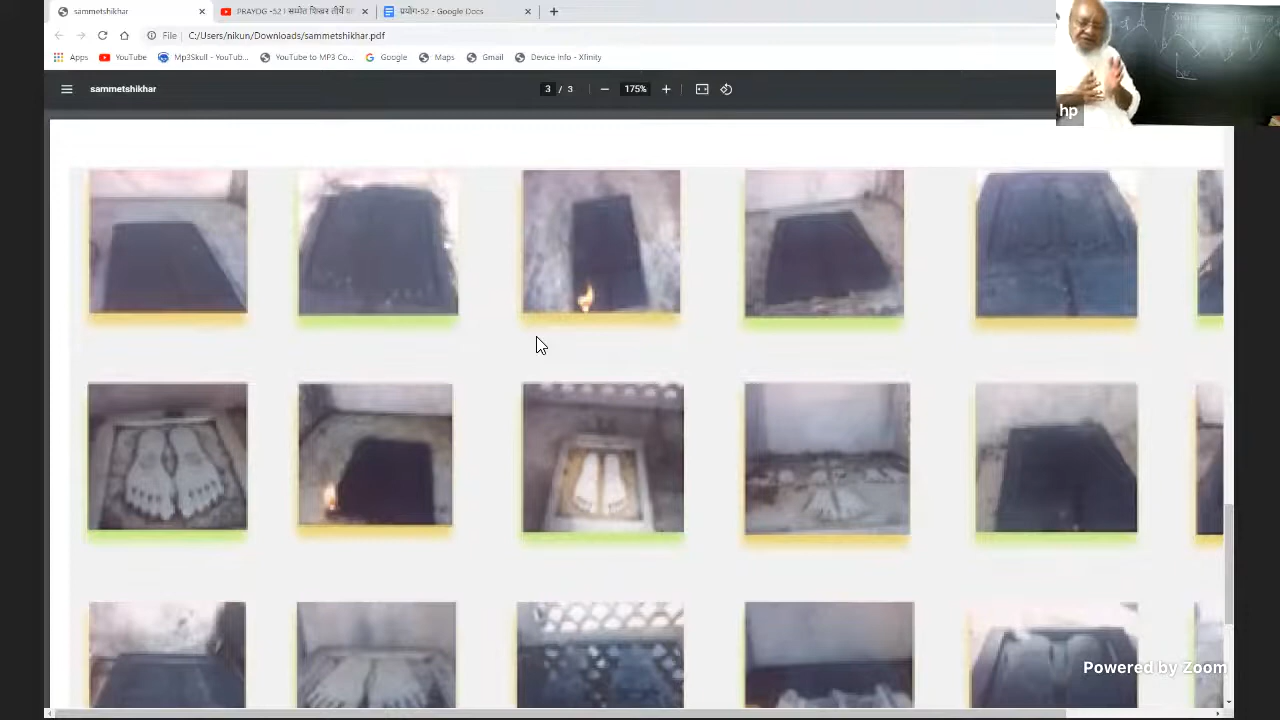 sammetshikhar
PRAYOG -52 । सम्मेत शिखर तीर्थ
प्रयोग-52 - Google Docs
File
C:/Users/nikun/Downloads/sammetshikhar.pdf
Apps
YouTube
Mp3Skull - YouTub...
YouTube to MP3 Co...
Google
Maps
Gmail
Device Info - Xfinity
sammetshikhar
3 / 3
175%
hp
Powered by Zoom